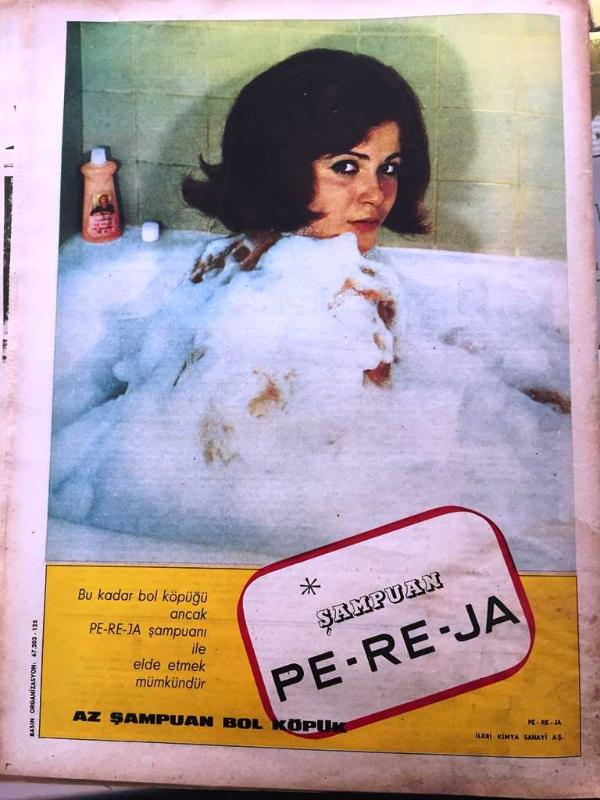 Bu kadar bol köpüğü
ancak
PE-RE-JA şampuanı
ile
elde etmek
mümkündür
AZ ŞAMPUAN BOL KÖPÜK
* ŞAMPUAN
PE-RE-JA
PE-RE-JA
İLERİ KİMYA SANAYİ A.Ş.
BASIN ORGANİZASYON: 67.203-125